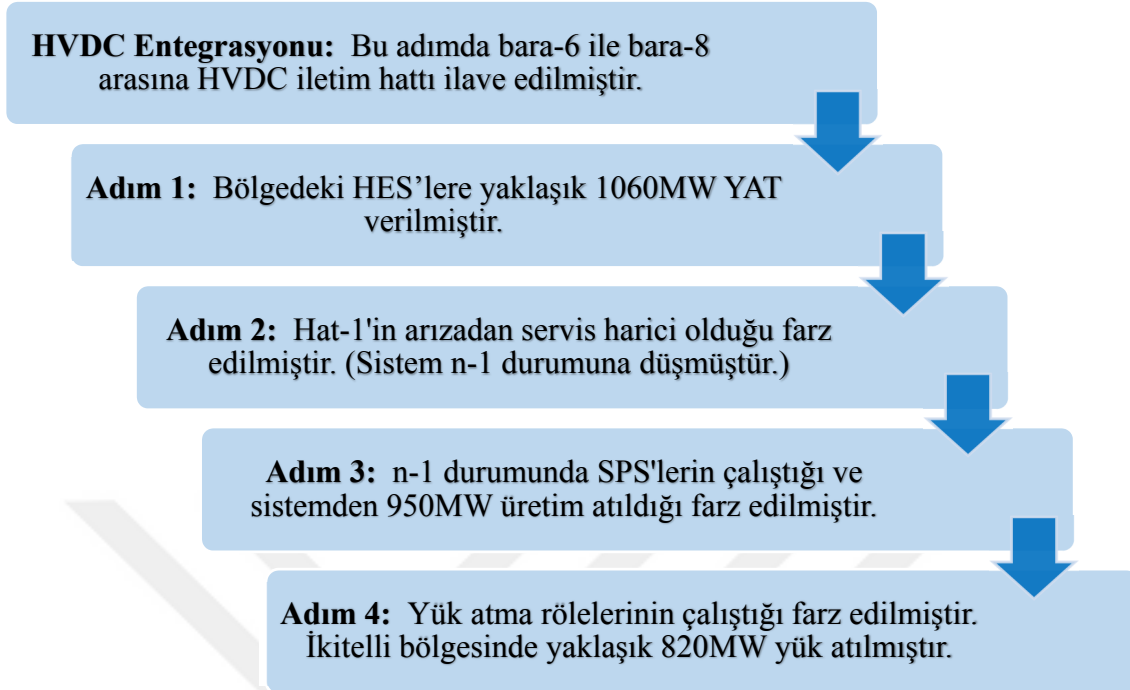 HVDC Entegrasyonu: Bu adımda bara-6 ile bara-8
arasına HVDC iletim hattı ilave edilmiştir.
Adım 1: Bölgedeki HES’lere yaklaşık 1060MW YAT
verilmiştir.
Adım 2: Hat-1'in arızadan servis harici olduğu farz
edilmiştir. (Sistem n-1 durumuna düşmüştür.)
Adım 3: n-1 durumunda SPS'lerin çalıştığı ve
sistemden 950MW üretim atıldığı farz edilmiştir.
Adım 4: Yük atma rölelerinin çalıştığı farz edilmiştir.
İkitelli bölgesinde yaklaşık 820MW yük atılmıştır.